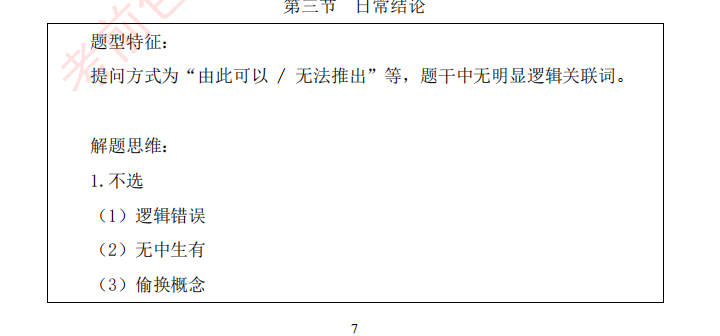 第三节 日常结论
考前
题型特征：
提问方式为“由此可以 / 无法推出”等，题干中无明显逻辑关联词。
解题思维：
1.不选
（1）逻辑错误
（2）无中生有
（3）偷换概念
7